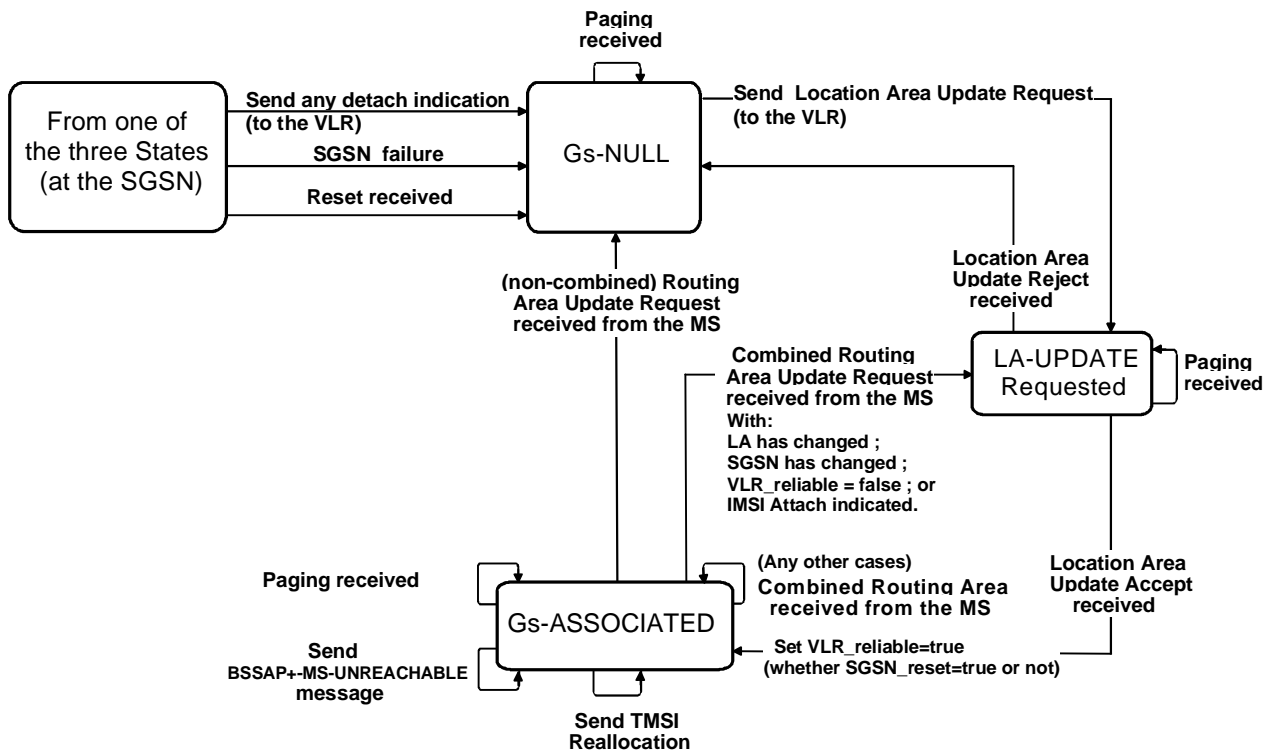 Paging
received
From one of
the three States
(at the SGSN)
Send any detach indication
(to the VLR)
SGSN failure
Reset received
Gs-NULL
Send Location Area Update Request
(to the VLR)
(non-combined) Routing
Area Update Request
received from the MS
Location Area
Update Reject
received
Combined Routing
Area Update Request
received from the MS
With:
LA has changed ;
SGSN has changed ;
VLR_reliable = false ; or
IMSI Attach indicated.
LA-UPDATE
Requested
Paging
received
Paging received
(Any other cases)
Combined Routing Area
received from the MS
Location Area
Update Accept
received
Gs-ASSOCIATED
Send
BSSAP+-MS-UNREACHABLE
message
Set VLR_reliable=true
(whether SGSN_reset=true or not)
Send TMSI
Reallocation